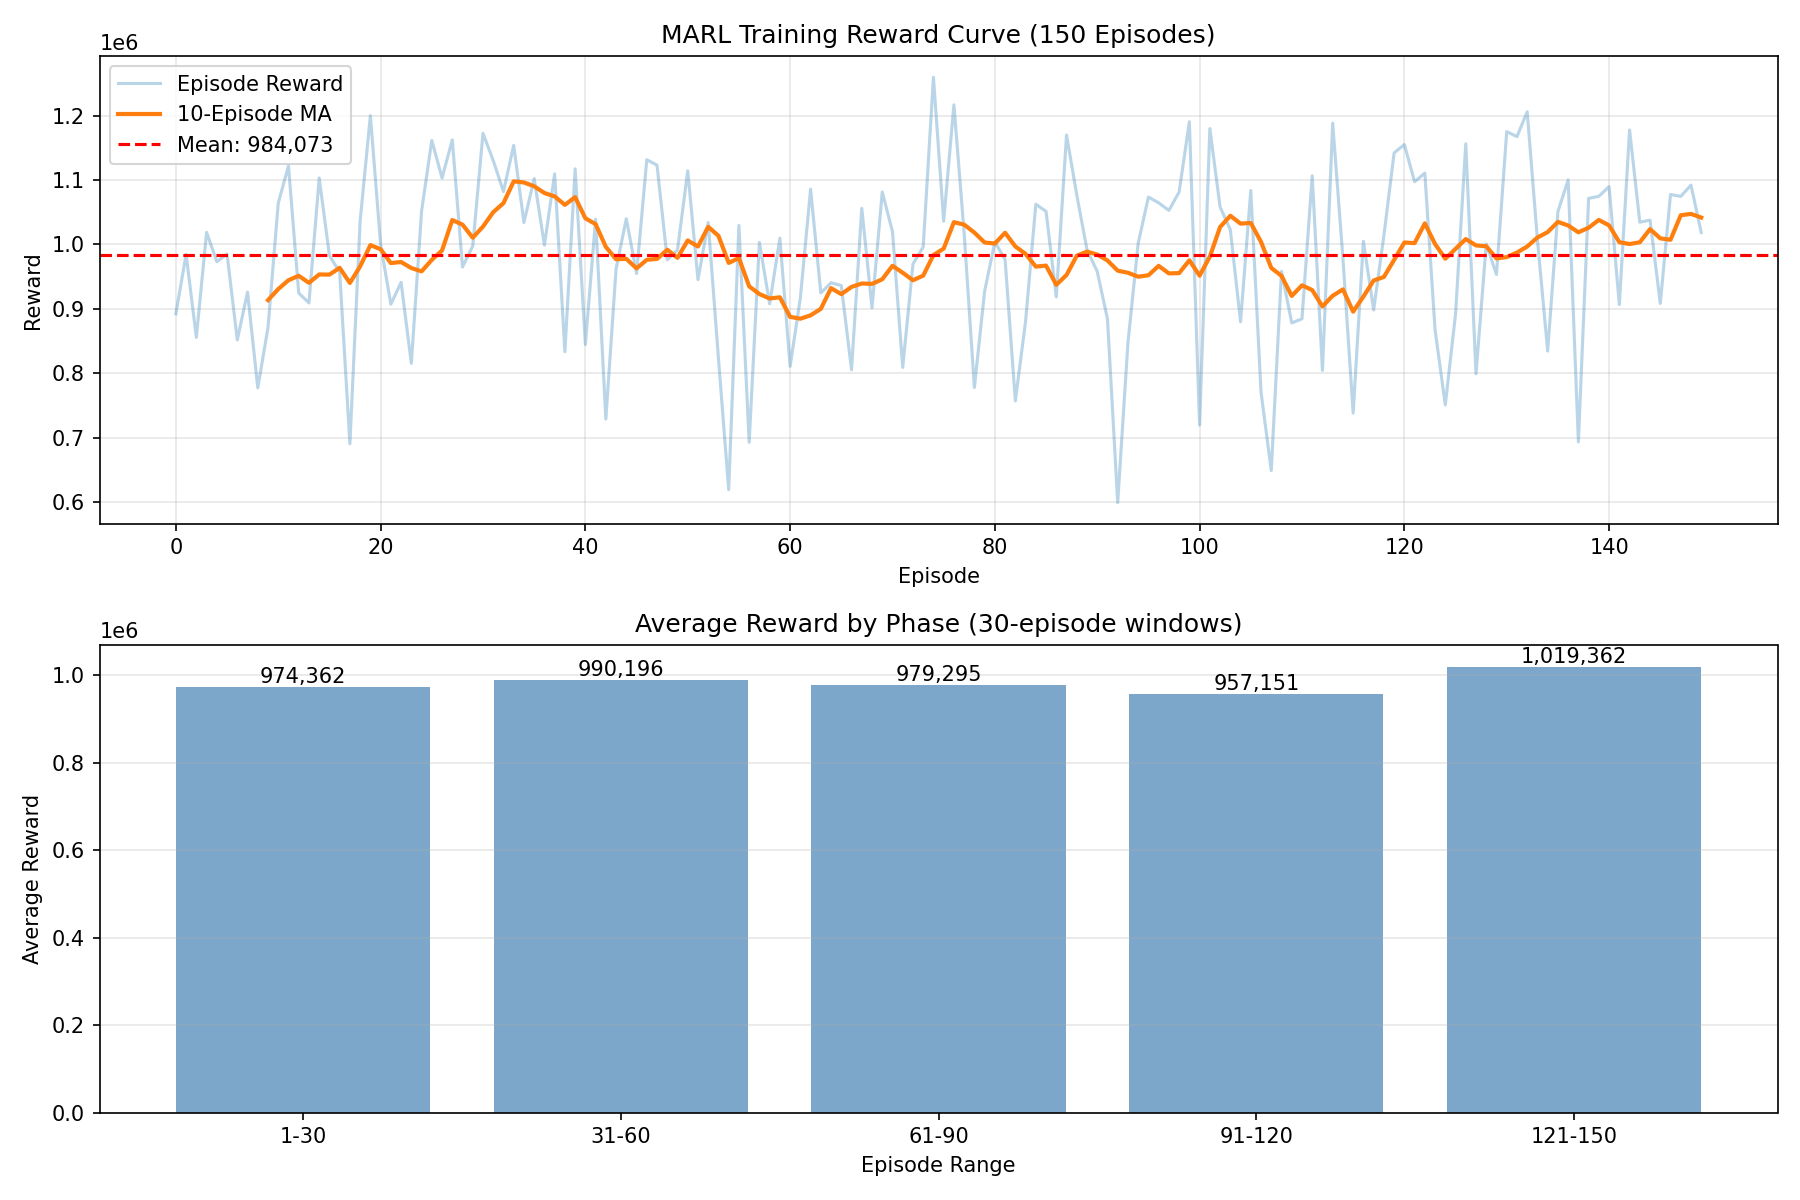 MARL Training Reward Curve (150 Episodes)
1e6
Episode Reward
10-Episode MA
Mean: 984,073
1.2
1.1
1.0
0.9
0.8
0.7
0.6
Reward
0 20 40 60 80 100 120 140
Episode
Average Reward by Phase (30-episode windows)
1e6
974,362 990,196 979,295 957,151 1,019,362
1.0
0.8
0.6
0.4
0.2
0.0
Average Reward
1-30 31-60 61-90 91-120 121-150
Episode Range